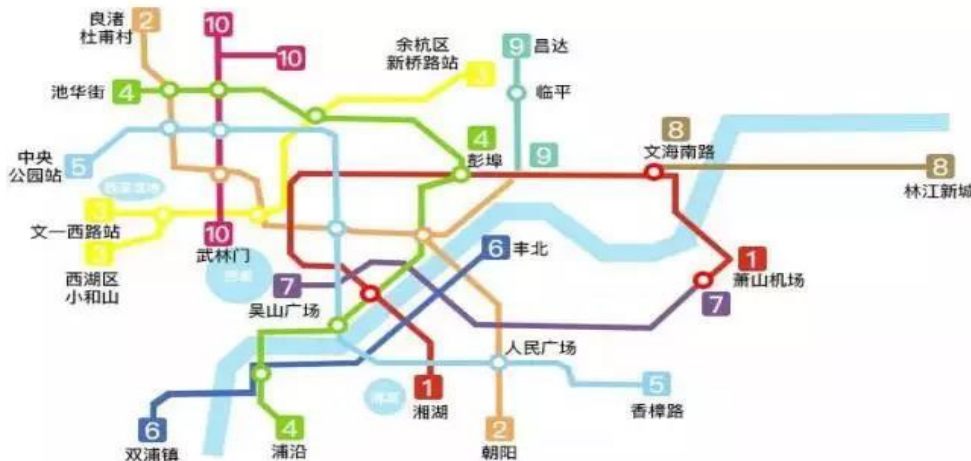 良渚
杜甫村
2
10
10
余杭区
新桥路站
3
9
昌达
临平
池华街
4
4
彭埠
9
8
文海南路
中央
公园站
5
8
林江新城
3
文一西路站
10
武林门
6
丰北
1
萧山机场
3
西湖区
小和山
7
吴山广场
7
人民广场
1
湘湖
5
香樟路
6
双浦镇
4
浦沿
2
朝阳